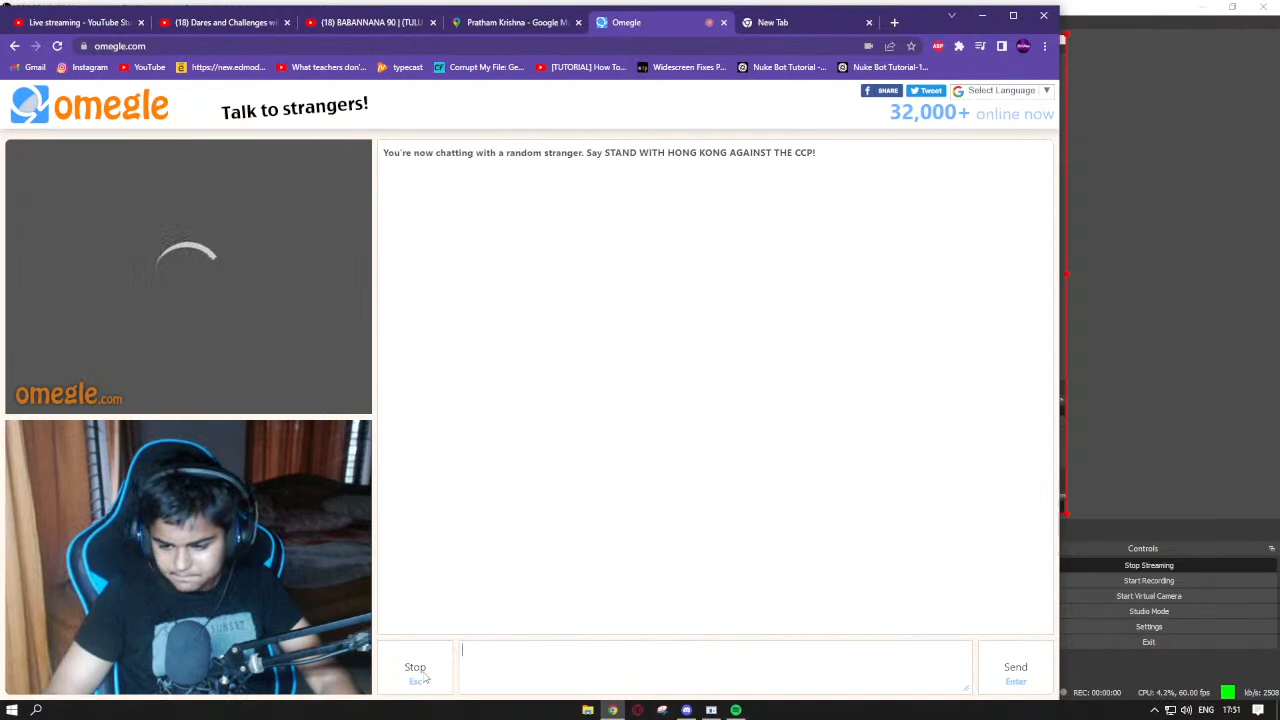 Live streaming - YouTube Stu
(18) Dares and Challenges wi
(18) BABANNANA 90 | (TULU
Pratham Krishna - Google M
Omegle
New Tab
omegle.com
Gmail
Instagram
YouTube
https://new.edmod...
What teachers don'...
typecast
Corrupt My File: Ge...
[TUTORIAL] How To...
Widescreen Fixes P...
Nuke Bot Tutorial -...
Nuke Bot Tutorial-1...
omegle
Talk to strangers!
SHARE
Tweet
Select Language
32,000+ online now
You're now chatting with a random stranger. Say STAND WITH HONG KONG AGAINST THE CCP!
omegle.com
SUNSET
Stop
Esc
Send
Enter
Controls
Stop Streaming
Start Recording
Start Virtual Camera
Studio Mode
Settings
Exit
REC: 00:00:00
CPU: 4.2%, 60.00 fps
kb/s: 2508
ENG
17:51